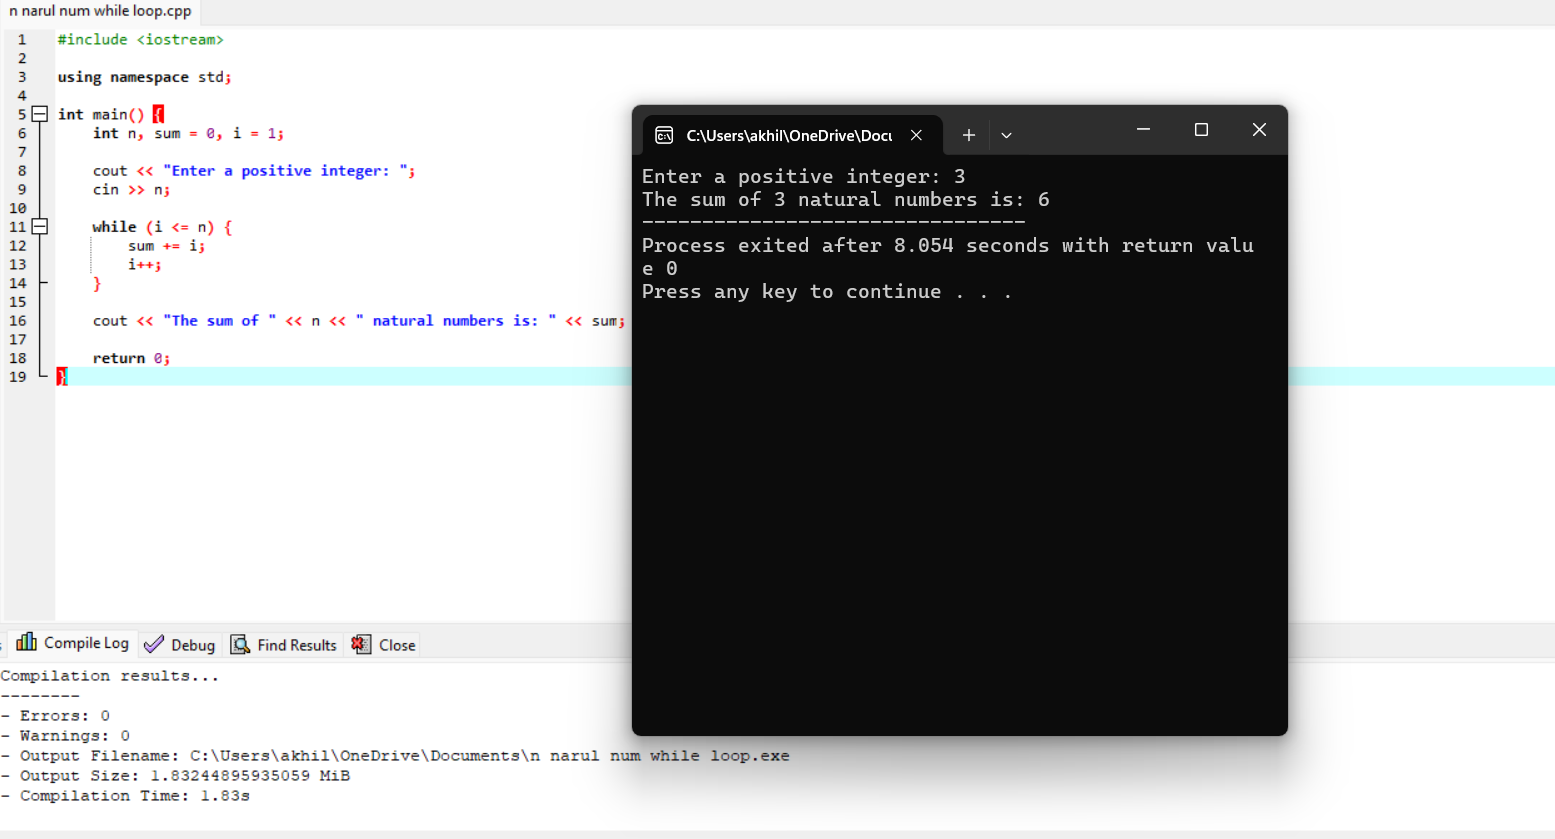 n narul num while loop.cpp
1 #include <iostream>
2
3 using namespace std;
4
5 int main() {
6 int n, sum = 0, i = 1;
7
8 cout << "Enter a positive integer: ";
9 cin >> n;
10
11 while (i <= n) {
12 sum += i;
13 i++;
14 }
15
16 cout << "The sum of " << n << " natural numbers is: " << sum;
17
18 return 0;
19 }
C:\Users\akhil\OneDrive\Docu
Enter a positive integer: 3
The sum of 3 natural numbers is: 6
--------------------------------
Process exited after 8.054 seconds with return valu
e 0
Press any key to continue . . .
Compile Log Debug Find Results Close
Compilation results...
--------
- Errors: 0
- Warnings: 0
- Output Filename: C:\Users\akhil\OneDrive\Documents\n narul num while loop.exe
- Output Size: 1.83244895935059 MiB
- Compilation Time: 1.83s